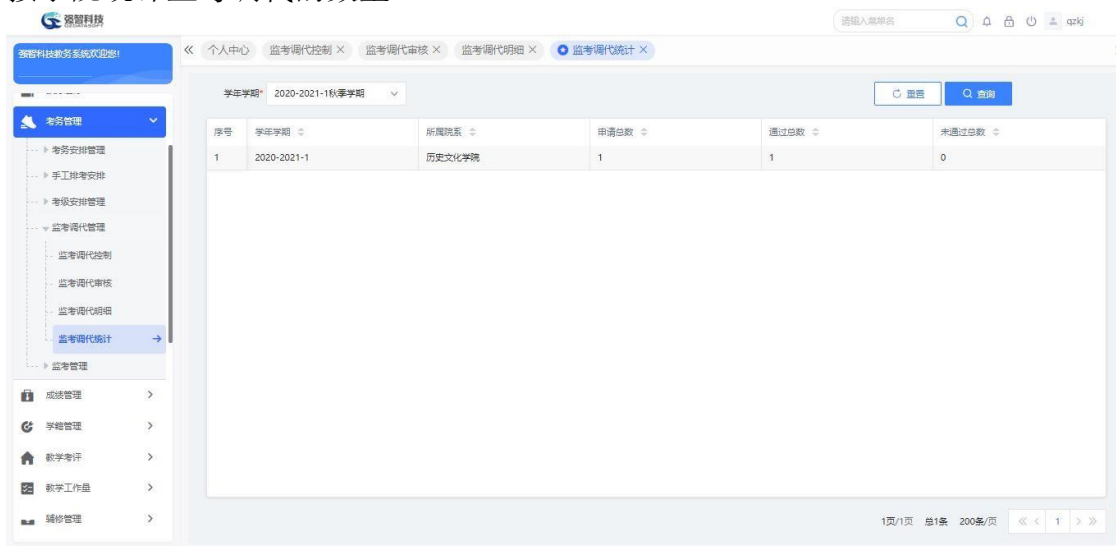 强智科技
QZDATASOFT
请输入菜单名
qzkj
强智科技教务系统欢迎您!
个人中心 监考调代控制 × 监考调代审核 × 监考调代明细 × 监考调代统计 ×
学年学期* 2020-2021-1秋季学期
重置 查询
考务管理
序号 学年学期 所属院系 申请总数 通过总数 未通过总数
1 2020-2021-1 历史文化学院 1 1 0
考务安排管理
手工排考安排
考级安排管理
监考调代管理
监考调代控制
监考调代审核
监考调代明细
监考调代统计
监考管理
成绩管理
学籍管理
教学考评
教学工作量
辅修管理
1页/1页 总1条 200条/页 1